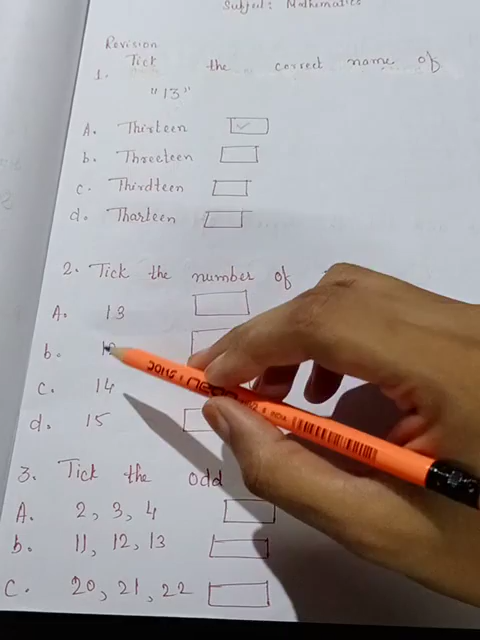 Subject: Mathematics
Revision
1. Tick the correct name of
"13"
A. Thirteen
b. Threeteen
c. Thirdteen
d. Tharteen
2. Tick the number of
A. 13
b.
c. 14
d. 15
3. Tick the odd
A. 2, 3, 4
b. 11, 12, 13
c. 20, 21, 22